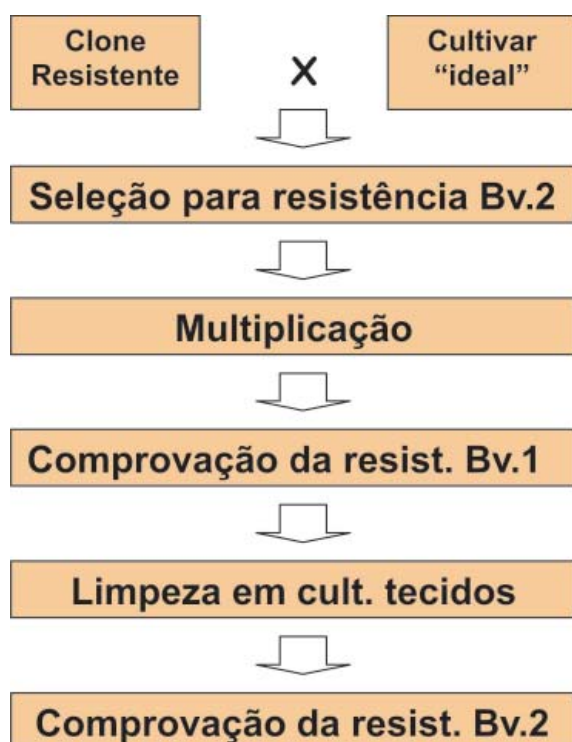 Clone
Resistente
X
Cultivar
“ideal”
Seleção para resistência Bv.2
Multiplicação
Comprovação da resist. Bv.1
Limpeza em cult. tecidos
Comprovação da resist. Bv.2